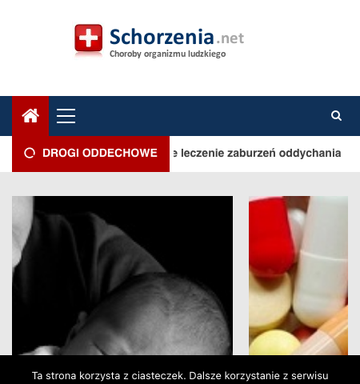 Schorzenia.net
Choroby organizmu ludzkiego
DROGI ODDECHOWE
leczenie zaburzeń oddychania
Ta strona korzysta z ciasteczek. Dalsze korzystanie z serwisu